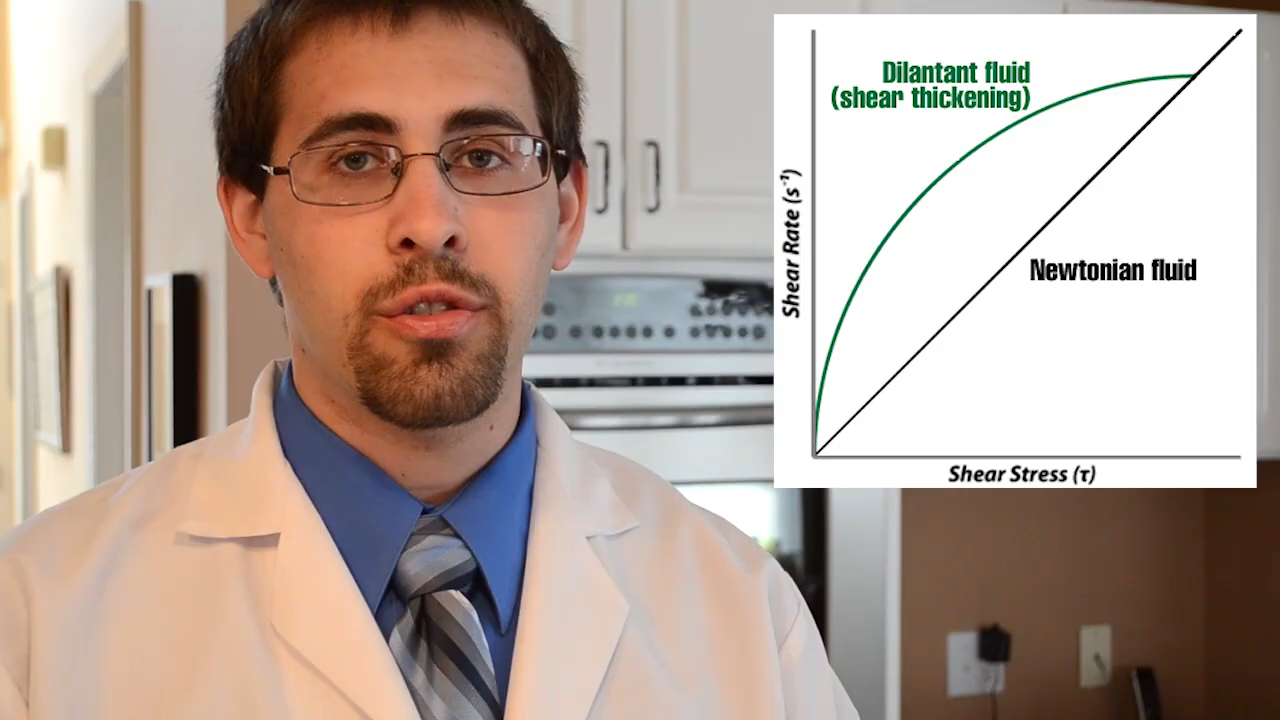 Dilantant fluid
(shear thickening)
Newtonian fluid
Shear Rate (s⁻¹)
Shear Stress (τ)